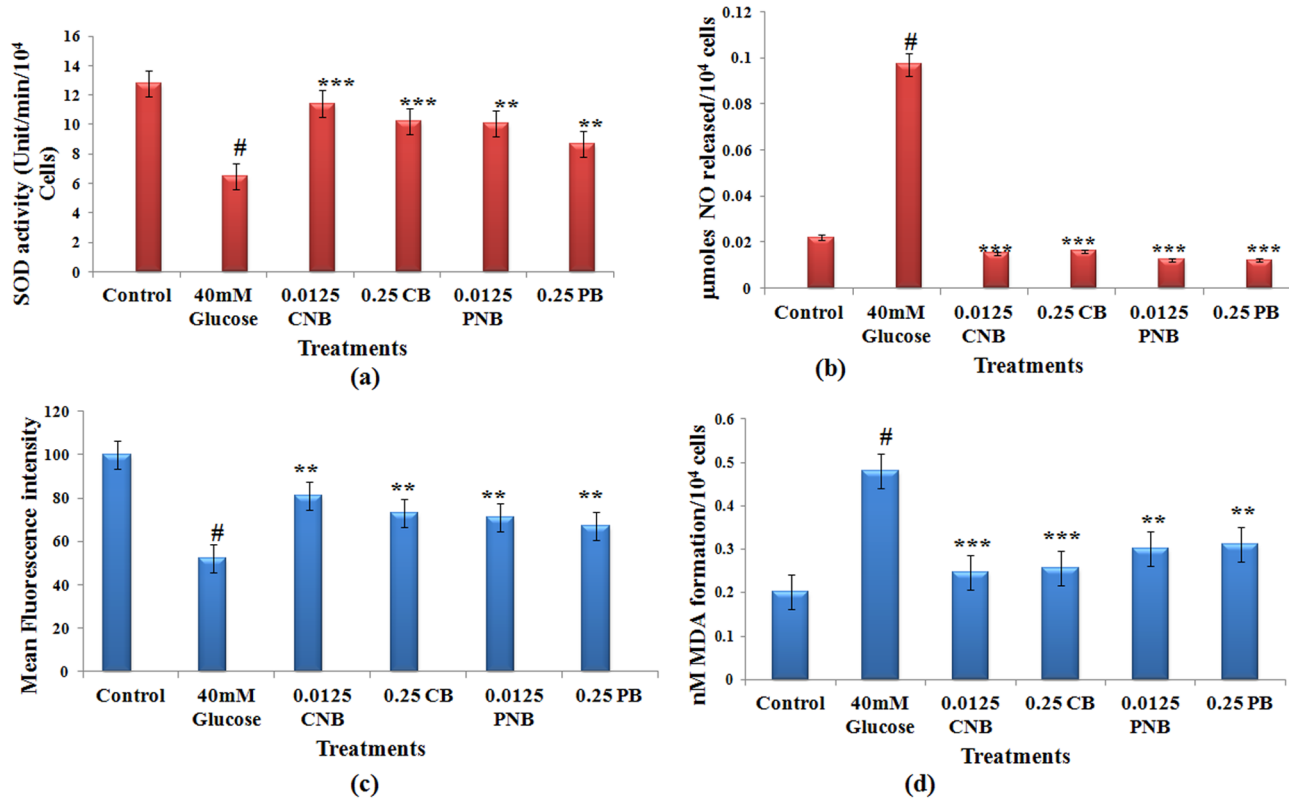 SOD activity (Unit/min/10⁴
Cells)
16
14
12
10
8
6
4
2
0
#
***
***
**
**
Control
40mM
Glucose
0.0125
CNB
0.25 CB
0.0125
PNB
0.25 PB
Treatments
(a)
µmoles NO released/10⁴ cells
0.12
0.1
0.08
0.06
0.04
0.02
0
#
***
***
***
***
Control
40mM
Glucose
0.0125
CNB
0.25 CB
0.0125
PNB
0.25 PB
Treatments
(b)
Mean Fluorescence intensity
120
100
80
60
40
20
0
#
**
**
**
**
Control
40mM
Glucose
0.0125
CNB
0.25 CB
0.0125
PNB
0.25 PB
Treatments
(c)
nM MDA formation/10⁴ cells
0.6
0.5
0.4
0.3
0.2
0.1
0
#
***
***
**
**
Control
40mM
Glucose
0.0125
CNB
0.25 CB
0.0125
PNB
0.25 PB
Treatments
(d)